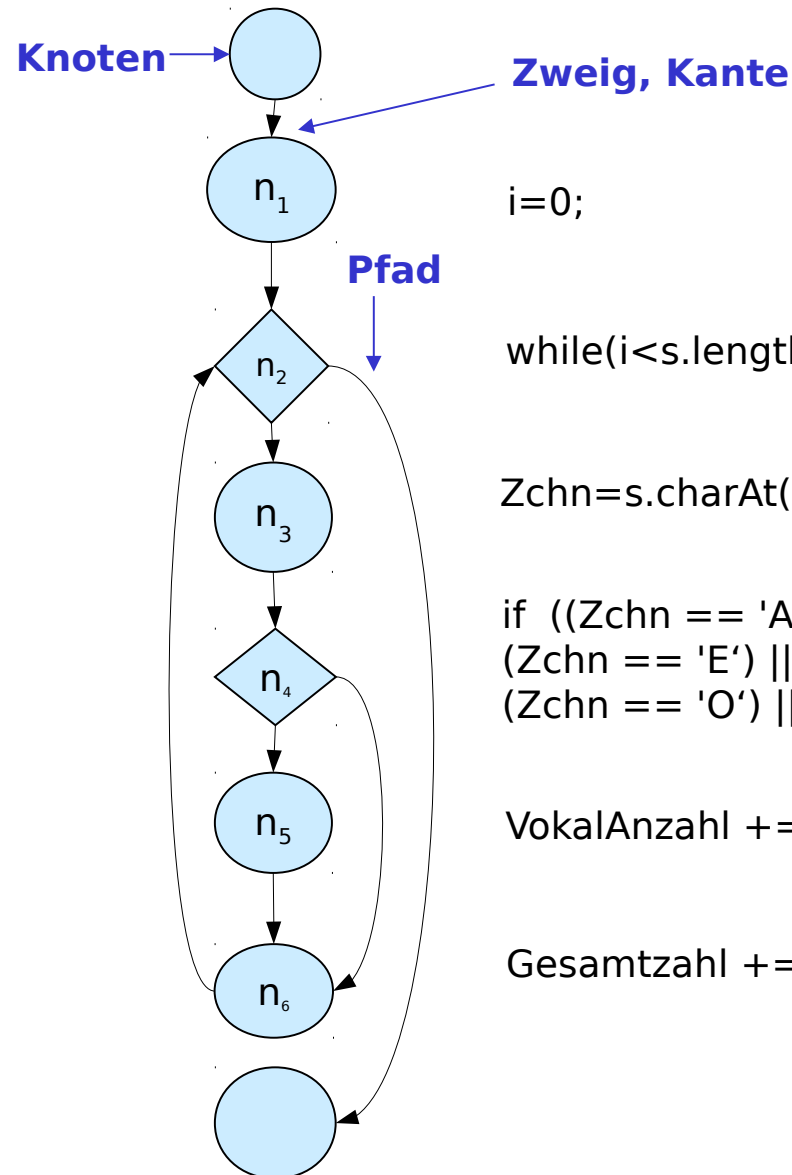 Knoten
Zweig, Kante
n1
i=0;
Pfad
n2
while(i<s.lengt
n3
Zchn=s.charAt(
if  ((Zchn == 'A
(Zchn == 'E‘) ||
n4
(Zchn == 'O‘) ||
n5
VokalAnzahl +=
n6
Gesamtzahl +=